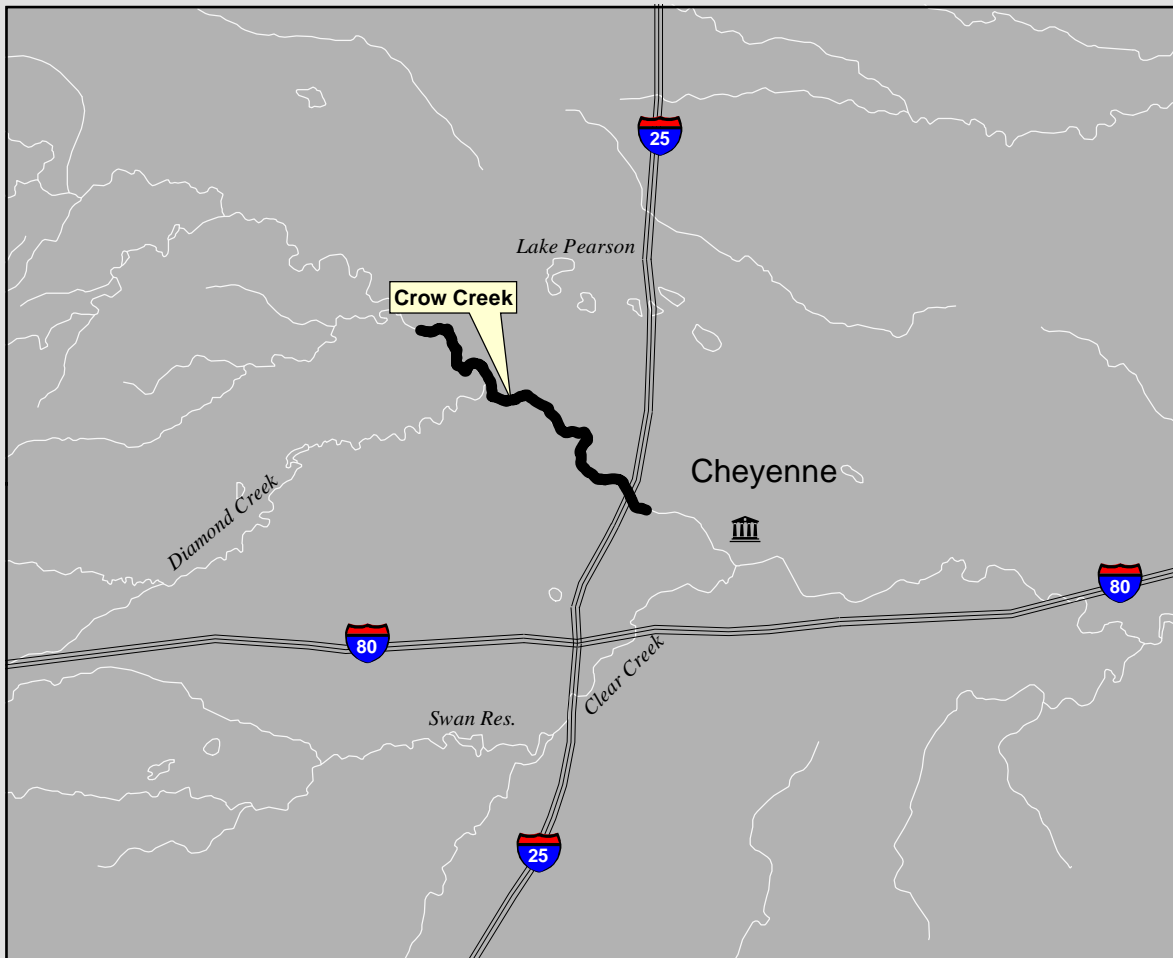 25
Lake Pearson
Crow Creek
Cheyenne
Diamond Creek
80
80
Clear Creek
Swan Res.
25